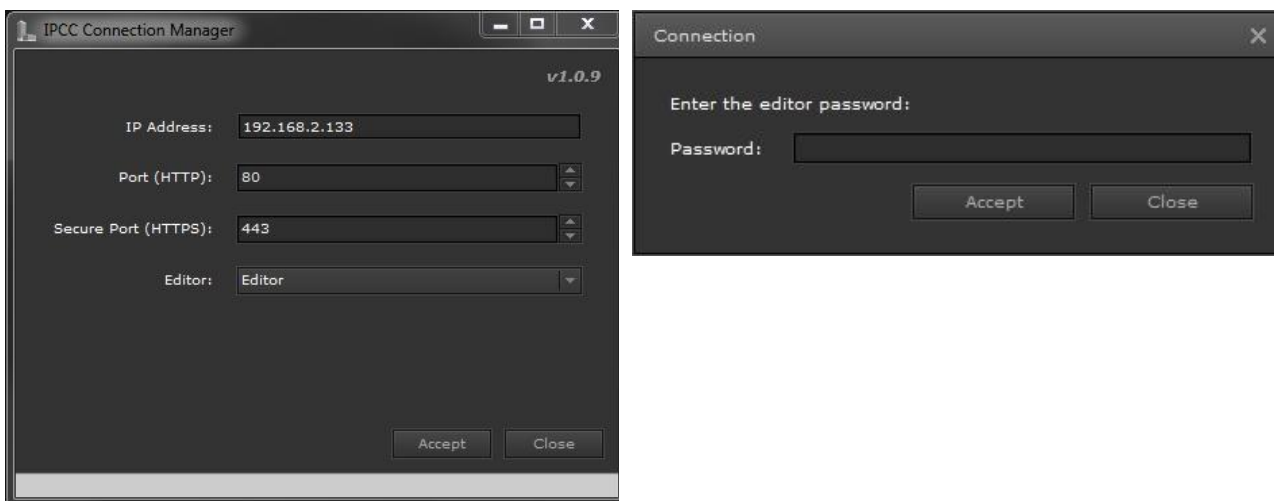 IPCC Connection Manager
v1.0.9
IP Address: 192.168.2.133
Port (HTTP): 80
Secure Port (HTTPS): 443
Editor: Editor
Accept Close
Connection
Enter the editor password:
Password:
Accept Close